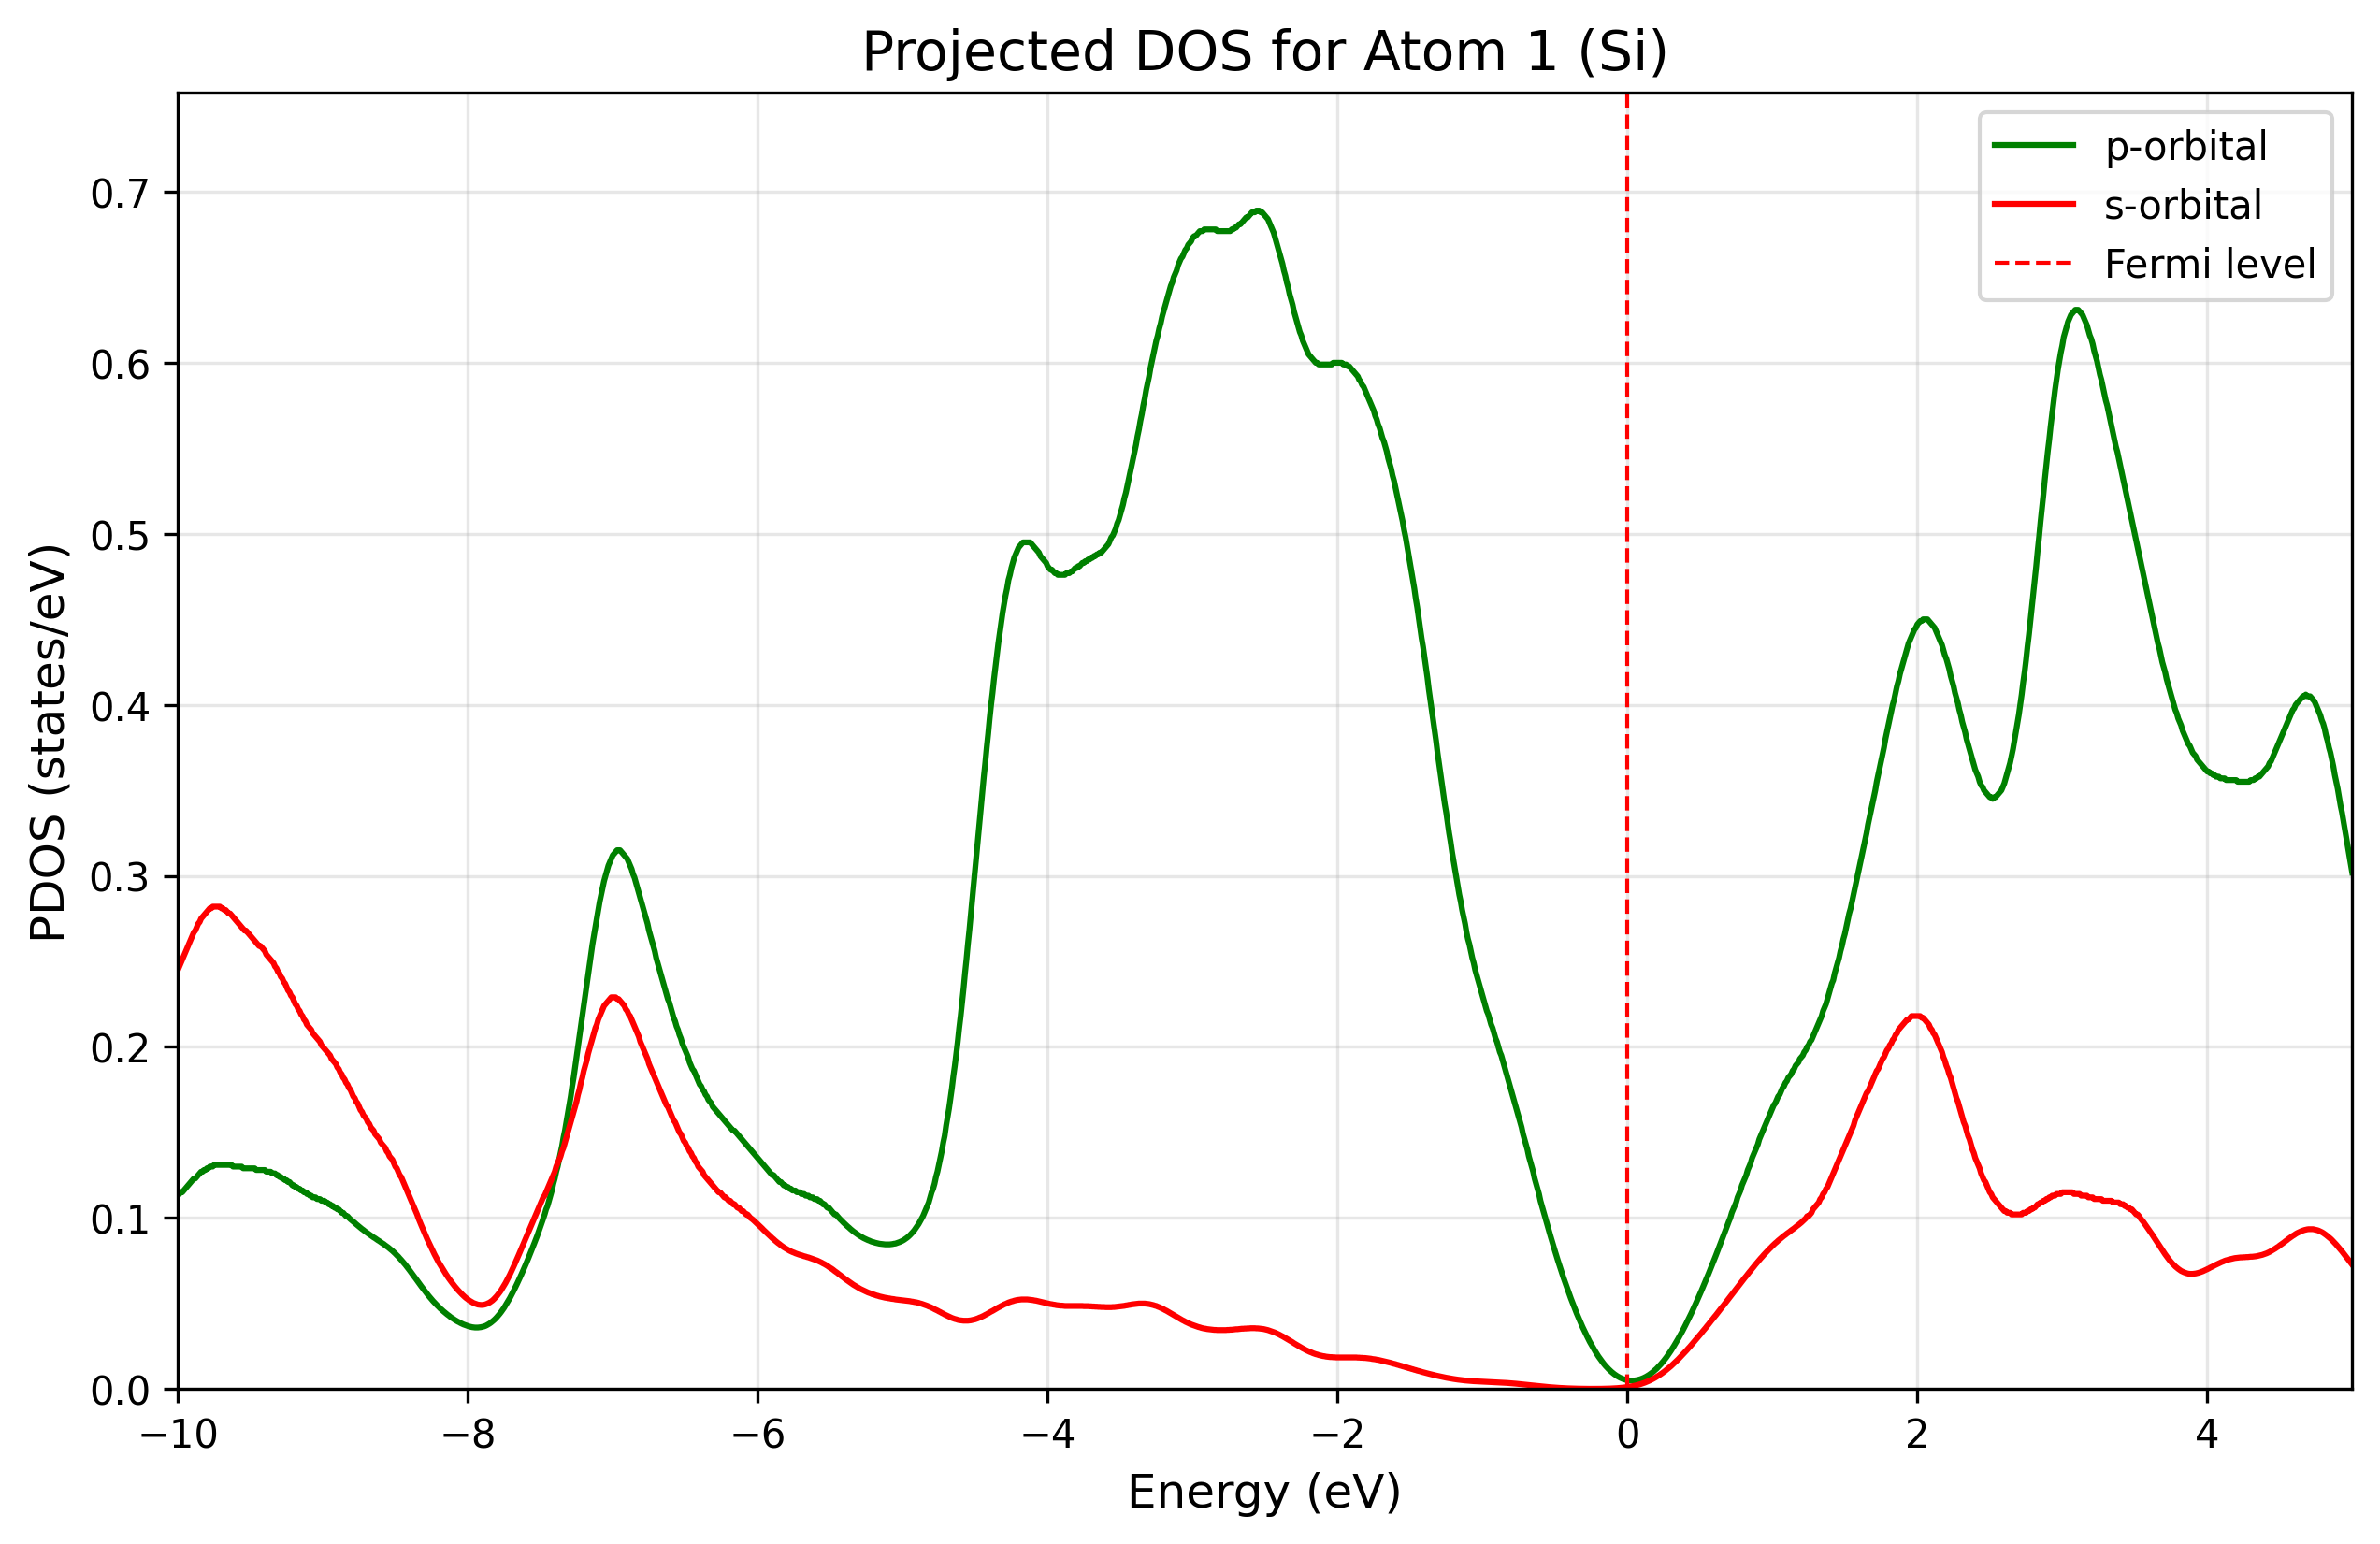 Projected DOS for Atom 1 (Si)
p-orbital
s-orbital
Fermi level
PDOS (states/eV)
0.7
0.6
0.5
0.4
0.3
0.2
0.1
0.0
−10 −8 −6 −4 −2 0 2 4
Energy (eV)